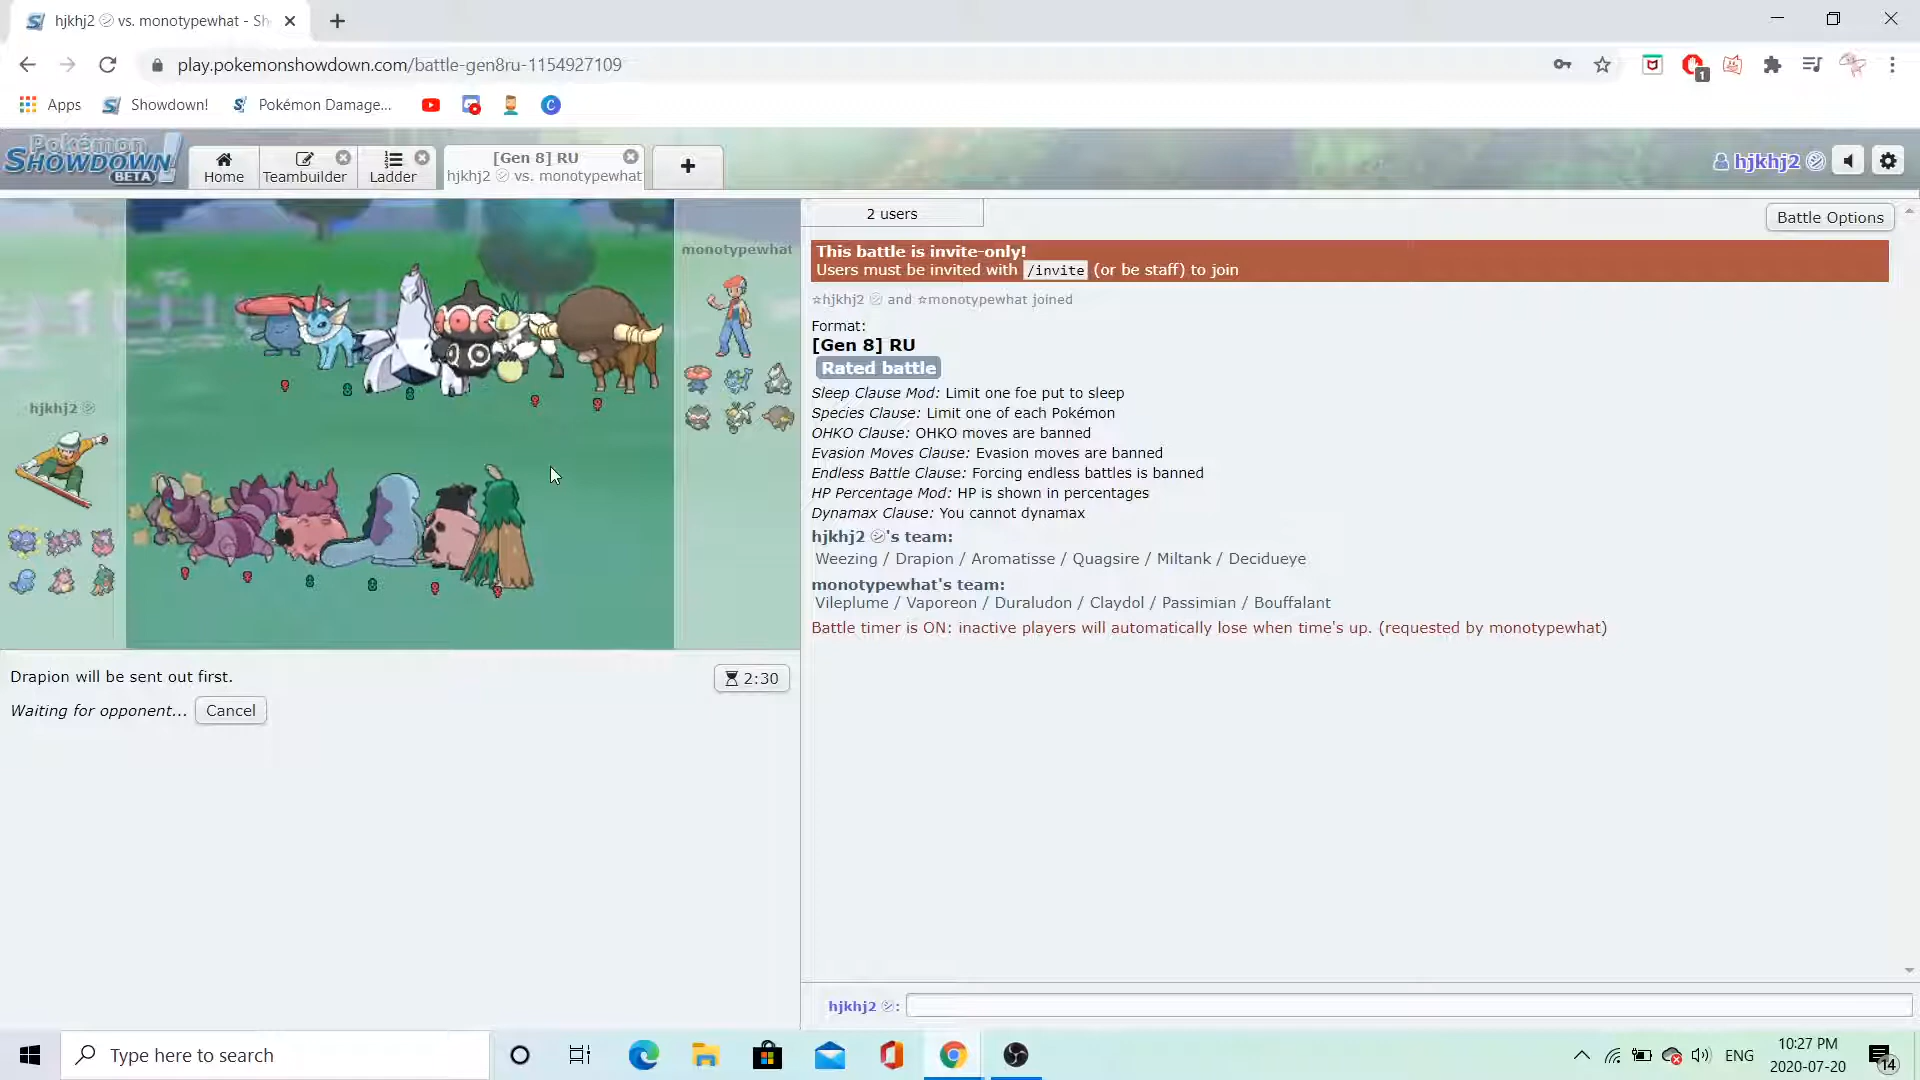 hjkhj2 vs. monotypewhat - Sh
play.pokemonshowdown.com/battle-gen8ru-1154927109
1
Apps
Showdown!
Pokémon Damage...
C
Pokémon
SHOWDOWN!
BETA
Home
Teambuilder
Ladder
[Gen 8] RU
hjkhj2 vs. monotypewhat
hjkhj2
2 users
Battle Options
monotypewhat
hjkhj2
This battle is invite-only!
Users must be invited with /invite (or be staff) to join
☆hjkhj2 and ☆monotypewhat joined
Format:
[Gen 8] RU
Rated battle
Sleep Clause Mod: Limit one foe put to sleep
Species Clause: Limit one of each Pokémon
OHKO Clause: OHKO moves are banned
Evasion Moves Clause: Evasion moves are banned
Endless Battle Clause: Forcing endless battles is banned
HP Percentage Mod: HP is shown in percentages
Dynamax Clause: You cannot dynamax
hjkhj2 's team:
Weezing / Drapion / Aromatisse / Quagsire / Miltank / Decidueye
monotypewhat's team:
Vileplume / Vaporeon / Duraludon / Claydol / Passimian / Bouffalant
Battle timer is ON: inactive players will automatically lose when time's up. (requested by monotypewhat)
Drapion will be sent out first.
2:30
Waiting for opponent...
Cancel
hjkhj2 :
Type here to search
ENG
10:27 PM
2020-07-20
14